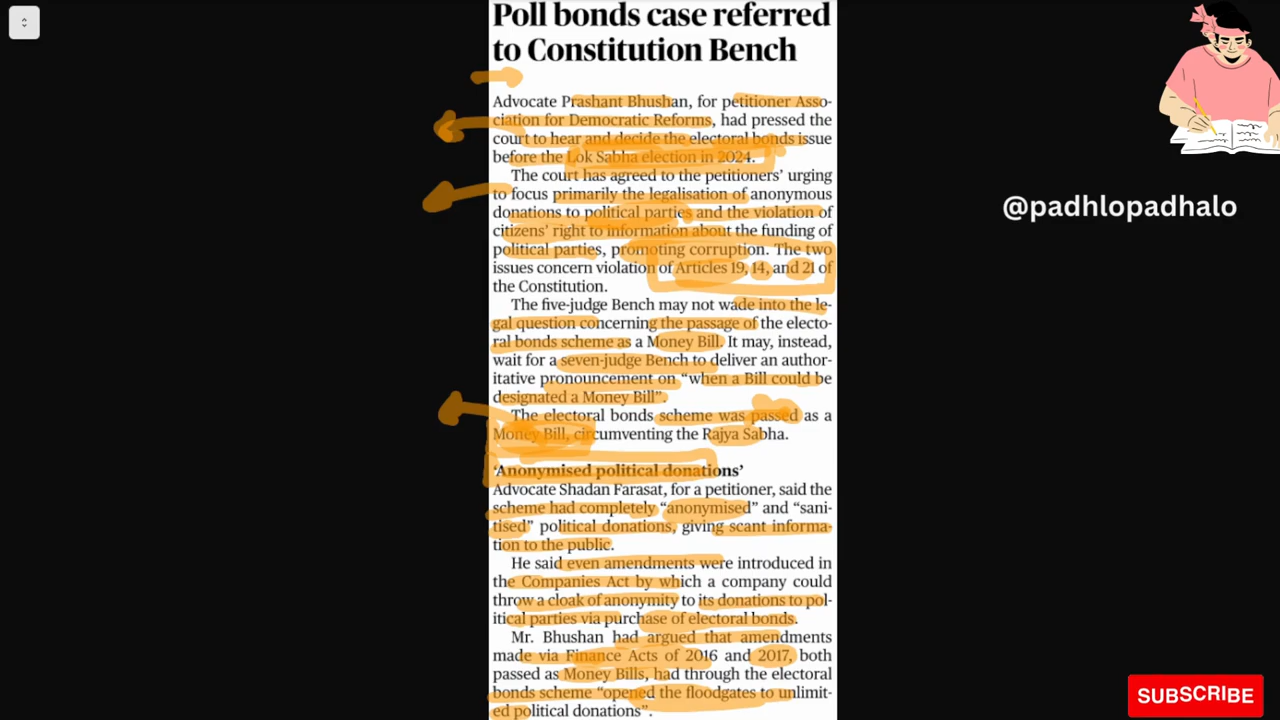 Poll bonds case referred
to Constitution Bench
Advocate Prashant Bhushan, for petitioner Asso-
ciation for Democratic Reforms, had pressed the
court to hear and decide the electoral bonds issue
before the Lok Sabha election in 2024.
The court has agreed to the petitioners' urging
to focus primarily the legalisation of anonymous
donations to political parties and the violation of
citizens' right to information about the funding of
political parties, promoting corruption. The two
issues concern violation of Articles 19, 14, and 21 of
the Constitution.
The five-judge Bench may not wade into the le-
gal question concerning the passage of the electo-
ral bonds scheme as a Money Bill. It may, instead,
wait for a seven-judge Bench to deliver an author-
itative pronouncement on “when a Bill could be
designated a Money Bill”.
The electoral bonds scheme was passed as a
Money Bill, circumventing the Rajya Sabha.
‘Anonymised political donations’
Advocate Shadan Farasat, for a petitioner, said the
scheme had completely “anonymised” and “sani-
tised” political donations, giving scant informa-
tion to the public.
He said even amendments were introduced in
the Companies Act by which a company could
throw a cloak of anonymity to its donations to pol-
itical parties via purchase of electoral bonds.
Mr. Bhushan had argued that amendments
made via Finance Acts of 2016 and 2017, both
passed as Money Bills, had through the electoral
bonds scheme “opened the floodgates to unlimit-
ed political donations”.
@padhlopadhalo
SUBSCRIBE